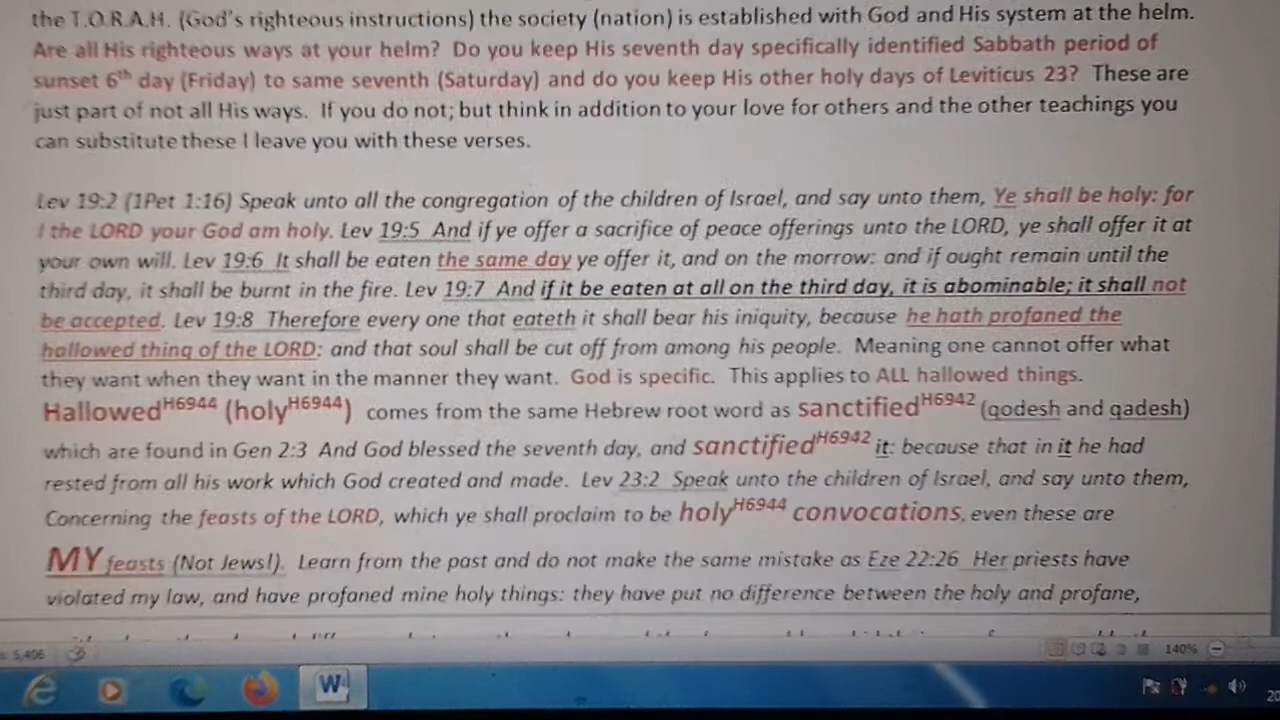 the T.O.R.A.H. (God's righteous instructions) the society (nation) is established with God and His system at the helm.
Are all His righteous ways at your helm? Do you keep His seventh day specifically identified Sabbath period of
sunset 6th day (Friday) to same seventh (Saturday) and do you keep His other holy days of Leviticus 23? These are
just part of not all His ways. If you do not; but think in addition to your love for others and the other teachings you
can substitute these I leave you with these verses.
Lev 19:2 (1Pet 1:16) Speak unto all the congregation of the children of Israel, and say unto them, Ye shall be holy: for
I the LORD your God am holy. Lev 19:5 And if ye offer a sacrifice of peace offerings unto the LORD, ye shall offer it at
your own will. Lev 19:6 It shall be eaten the same day ye offer it, and on the morrow: and if ought remain until the
third day, it shall be burnt in the fire. Lev 19:7 And if it be eaten at all on the third day, it is abominable; it shall not
be accepted. Lev 19:8 Therefore every one that eateth it shall bear his iniquity, because he hath profaned the
hallowed thing of the LORD: and that soul shall be cut off from among his people. Meaning one cannot offer what
they want when they want in the manner they want. God is specific. This applies to ALL hallowed things.
HallowedH6944 (holyH6944) comes from the same Hebrew root word as sanctifiedH6942 (qodesh and qadesh)
which are found in Gen 2:3 And God blessed the seventh day, and sanctifiedH6942 it: because that in it he had
rested from all his work which God created and made. Lev 23:2 Speak unto the children of Israel, and say unto them,
Concerning the feasts of the LORD, which ye shall proclaim to be holyH6944 convocations, even these are
MY feasts (Not Jews!). Learn from the past and do not make the same mistake as Eze 22:26 Her priests have
violated my law, and have profaned mine holy things: they have put no difference between the holy and profane,
5,496
140%
W
20